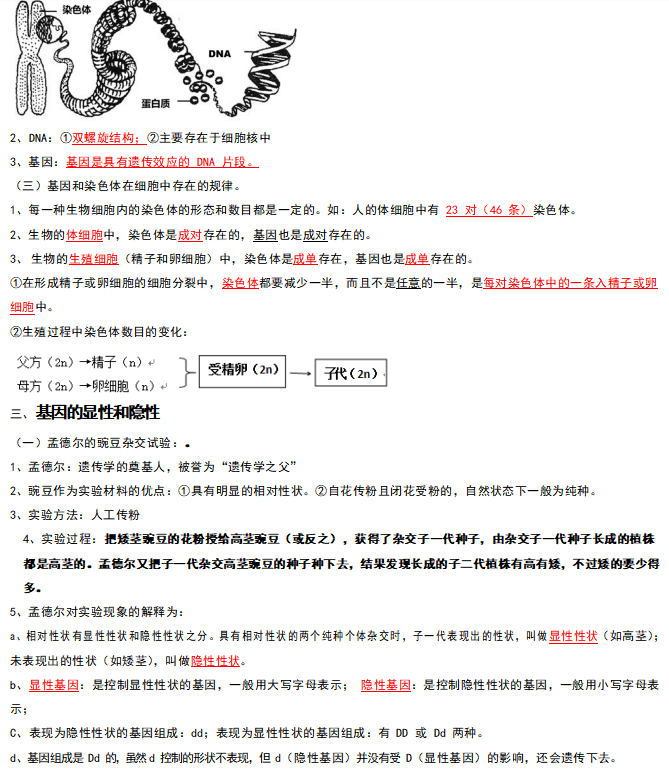 染色体
DNA
蛋白质
2、DNA：①双螺旋结构；②主要存在于细胞核中
3、基因：基因是具有遗传效应的 DNA 片段。
（三）基因和染色体在细胞中存在的规律。
1、每一种生物细胞内的染色体的形态和数目都是一定的。如：人的体细胞中有 23 对（46 条）染色体。
2、生物的体细胞中，染色体是成对存在的，基因也是成对存在的。
3、 生物的生殖细胞（精子和卵细胞）中，染色体是成单存在，基因也是成单存在的。
①在形成精子或卵细胞的细胞分裂中，染色体都要减少一半，而且不是任意的一半，是每对染色体中的一条入精子或卵
细胞中。
②生殖过程中染色体数目的变化：
父方（2n）→精子（n）
母方（2n）→卵细胞（n）
受精卵（2n）
子代（2n）
三、基因的显性和隐性
（一）孟德尔的豌豆杂交试验：
1、孟德尔：遗传学的奠基人，被誉为“遗传学之父”
2、豌豆作为实验材料的优点：①具有明显的相对性状。②自花传粉且闭花受粉的，自然状态下一般为纯种。
3、实验方法：人工传粉
4、实验过程：把矮茎豌豆的花粉授给高茎豌豆（或反之），获得了杂交子一代种子，由杂交子一代种子长成的植株
都是高茎的。孟德尔又把子一代杂交高茎豌豆的种子种下去，结果发现长成的子二代植株有高有矮，不过矮的要少得
多。
5、孟德尔对实验现象的解释为：
a、相对性状有显性性状和隐性性状之分。具有相对性状的两个纯种个体杂交时，子一代表现出的性状，叫做显性性状（如高茎）；
未表现出的性状（如矮茎），叫做隐性性状。
b、显性基因：是控制显性性状的基因，一般用大写字母表示； 隐性基因：是控制隐性性状的基因，一般用小写字母表
示；
C、表现为隐性性状的基因组成：dd；表现为显性性状的基因组成：有 DD 或 Dd 两种。
d、基因组成是 Dd 的，虽然 d 控制的形状不表现，但 d（隐性基因）并没有受 D（显性基因）的影响，还会遗传下去。